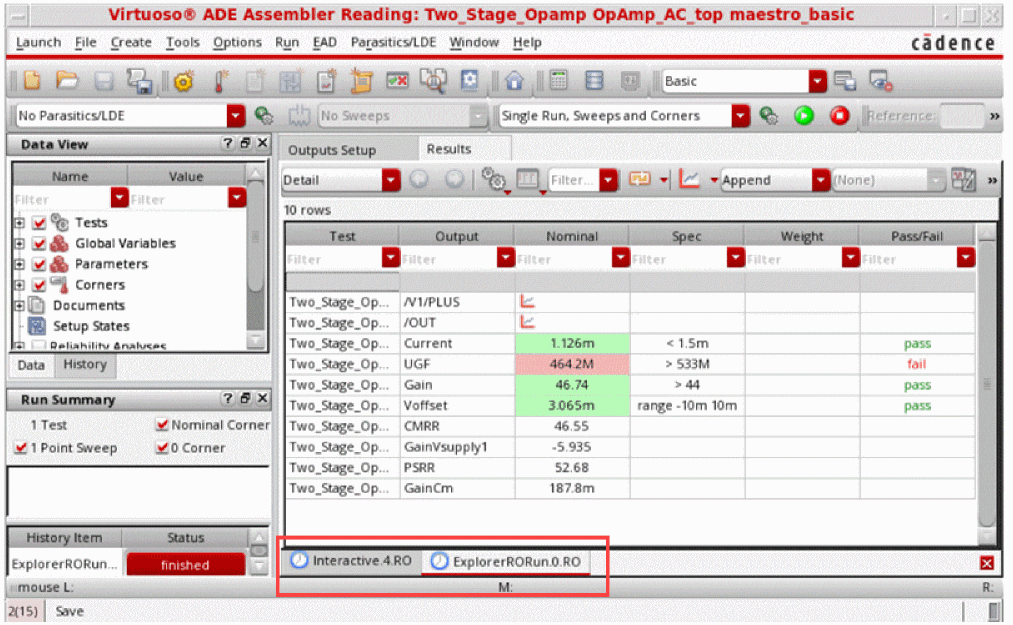 Virtuoso® ADE Assembler Reading: Two_Stage_Opamp OpAmp_AC_top maestro_basic
Launch File Create Tools Options Run EAD Parasitics/LDE Window Help cādence
Basic
No Parasitics/LDE No Sweeps Single Run, Sweeps and Corners Reference: »
Data View ? X
Name Value
Filter Filter
Tests
Global Variables
Parameters
Corners
Documents
Setup States
Reliability Analyses
Data History
Run Summary ? X
1 Test Nominal Corner
1 Point Sweep 0 Corner
History Item Status
ExplorerRORun... finished
Outputs Setup Results
Detail Filter... Append (None) »
10 rows
Test Output Nominal Spec Weight Pass/Fail
Filter Filter Filter Filter Filter Filter
Two_Stage_Op... /V1/PLUS
Two_Stage_Op... /OUT
Two_Stage_Op... Current 1.126m < 1.5m pass
Two_Stage_Op... UGF 464.2M > 533M fail
Two_Stage_Op... Gain 46.74 > 44 pass
Two_Stage_Op... Voffset 3.065m range -10m 10m pass
Two_Stage_Op... CMRR 46.55
Two_Stage_Op... GainVsupply1 -5.935
Two_Stage_Op... PSRR 52.68
Two_Stage_Op... GainCm 187.8m
Interactive.4.RO ExplorerRORun.0.RO
mouse L: M: R:
2(15) Save